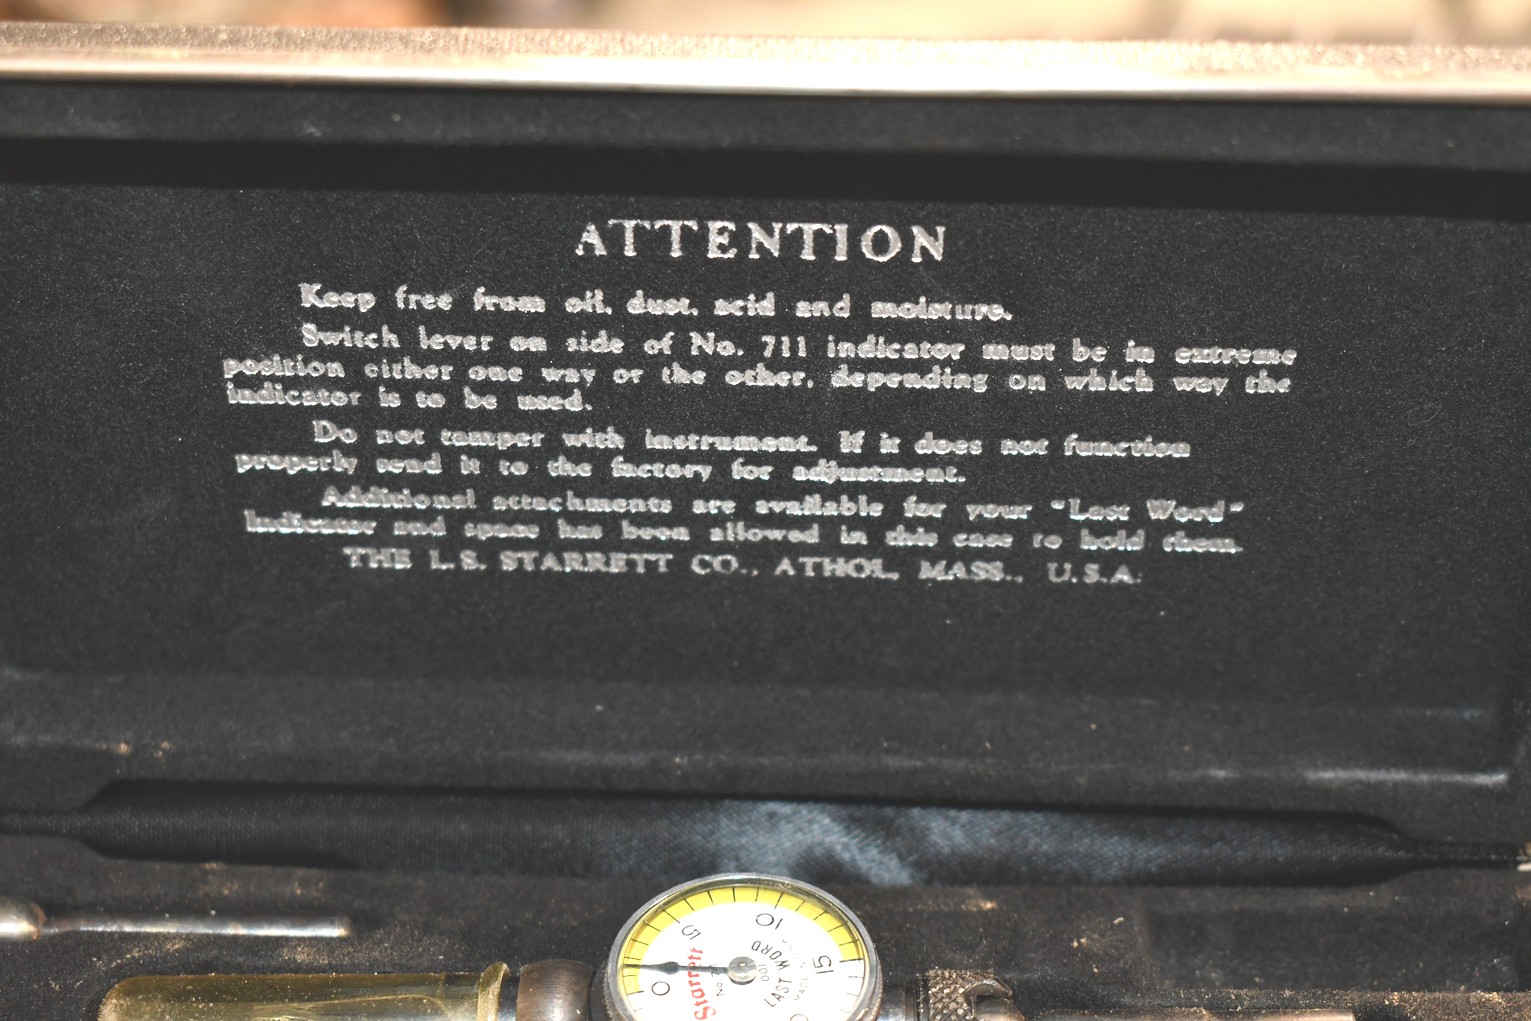 ATTENTION
Keep free from oil, dust, acid and moisture.
Switch lever on side of No. 711 indicator must be in extreme
position either one way or the other, depending on which way the
indicator is to be used.
Do not tamper with instrument. If it does not function
properly send it to the factory for adjustment.
Additional attachments are available for your "Last Word"
Indicator and space has been allowed in this case to hold them.
THE L.S. STARRETT CO., ATHOL, MASS., U.S.A.
0
5
10
15
Starrett
LAST WORD
.001